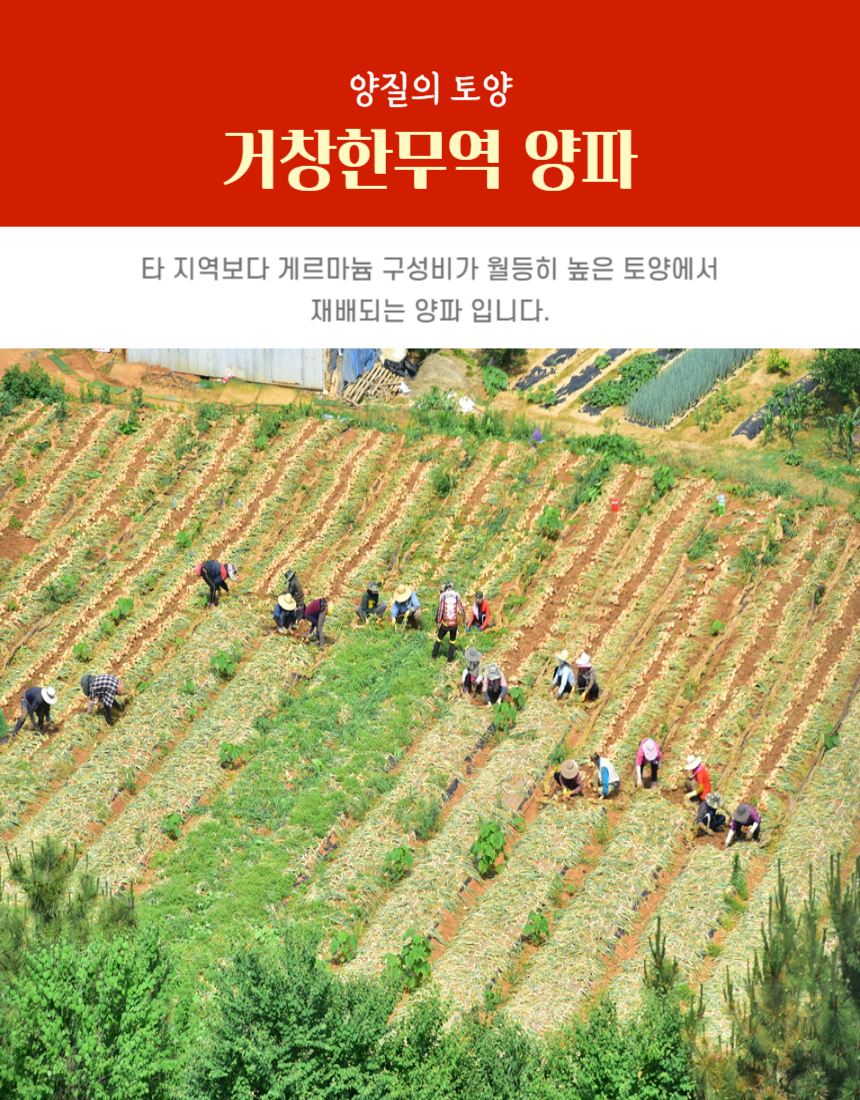 양질의 토양
거창한무역 양파
타 지역보다 게르마늄 구성비가 월등히 높은 토양에서
재배되는 양파 입니다.